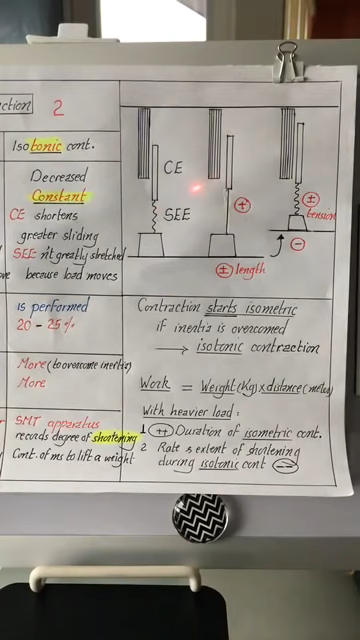 ction 2
Isotonic cont.
Decreased
Constant
CE shortens
greater sliding
SEE n't greatly stretched
because load moves
is performed
20 - 25 %
More (to overcome inertia)
More
SMT apparatus
records degree of shortening
Cont. of ms to lift a weight
CE
SEE
+
±
tension
−
± length
Contraction starts isometric
if inertia is overcomed
→ isotonic contraction
Work = Weight (Kg) x distance (meter)
With heavier load :
1 ++ Duration of isometric cont.
2 Rate & extent of shortening
during isotonic cont −